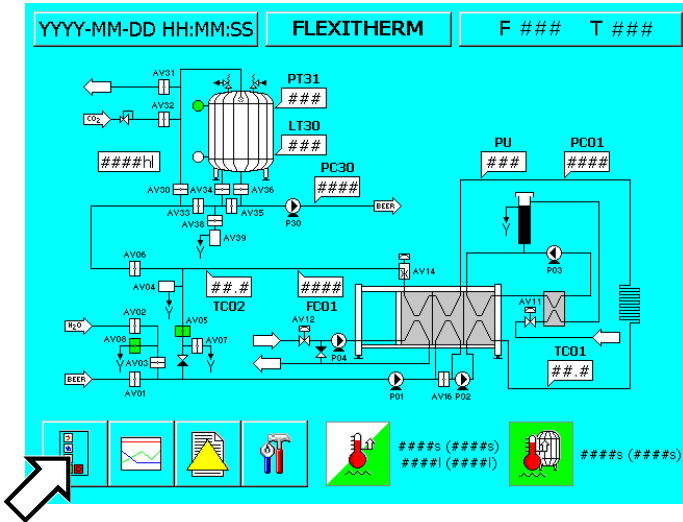 YYYY-MM-DD HH:MM:SS
FLEXITHERM
F ### T ###
AV31
PT31
###
AV32
CO2
LT30
###
PU
###
PC01
####
####hl
PC30
####
AV30
AV34
AV36
AV33
AV35
BEER
P30
AV38
AV39
AV06
P03
AV04
##.#
TC02
####
FC01
AV14
AV11
AV02
H2O
AV05
AV12
AV08
AV07
P04
TC01
##.#
AV03
BEER
AV01
P01
AV16
P02
####s (####s)
####l (####l)
####s (####s)